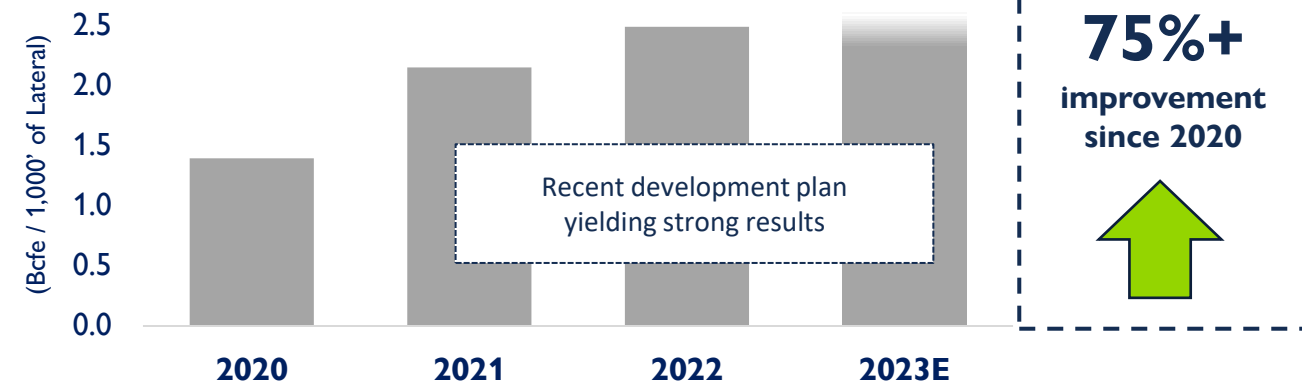 (Bcfe / 1,000' of Lateral)
2.5
2.0
1.5
1.0
0.5
0.0
Recent development plan
yielding strong results
2020 2021 2022 2023E
75%+
improvement
since 2020